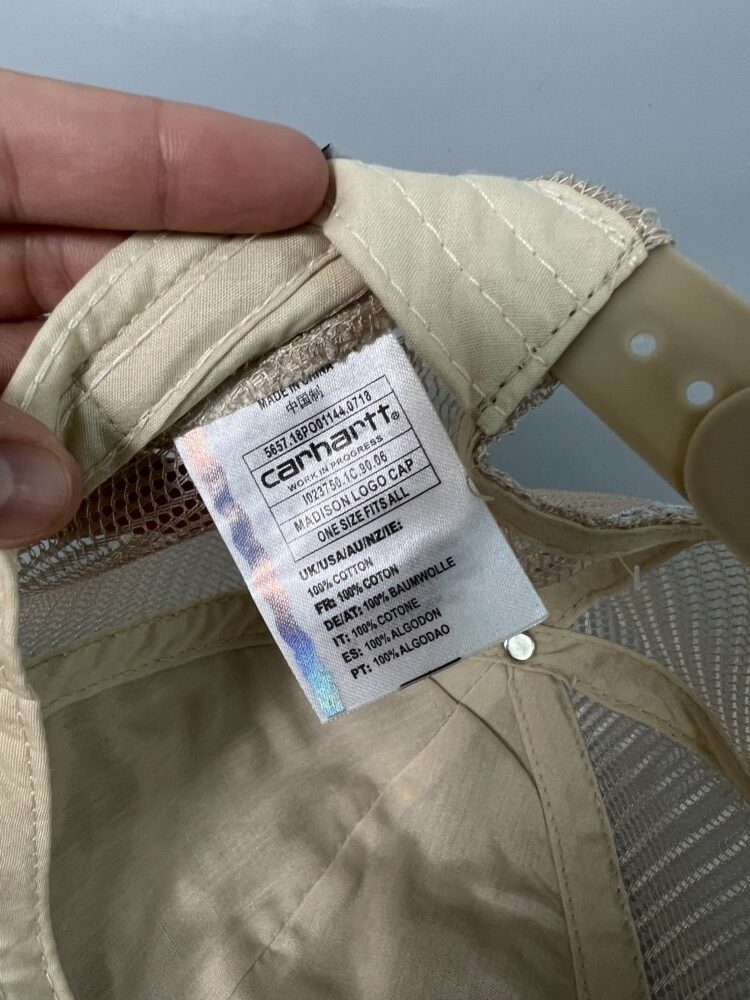 MADE IN CHINA
中国制
5657.18PO01144.0718
carhartt®
WORK IN PROGRESS
I023750.1C.90.06
MADISON LOGO CAP
ONE SIZE FITS ALL
UK/USA/AU/NZ/IE:
100% COTTON
FR: 100% COTON
DE/AT: 100% BAUMWOLLE
IT: 100% COTONE
ES: 100% ALGODON
PT: 100% ALGODAO